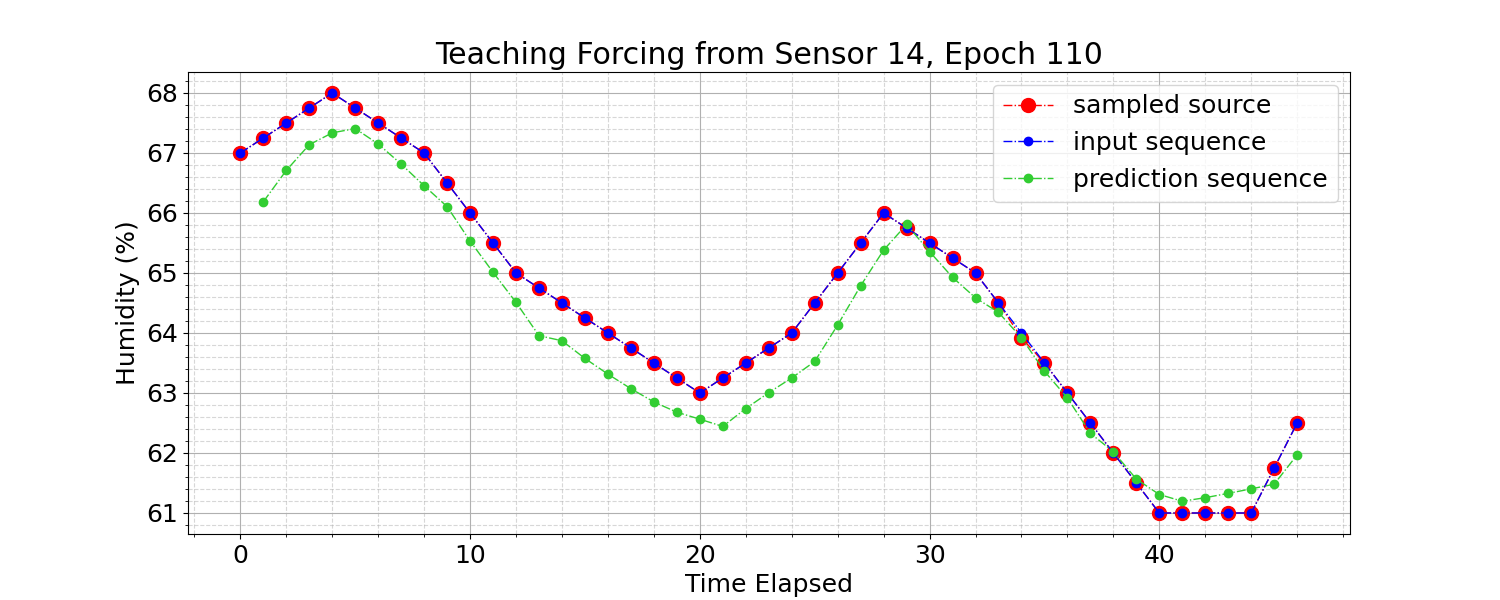 Teaching Forcing from Sensor 14, Epoch 110
sampled source
input sequence
prediction sequence
Humidity (%)
68
67
66
65
64
63
62
61
0 10 20 30 40
Time Elapsed